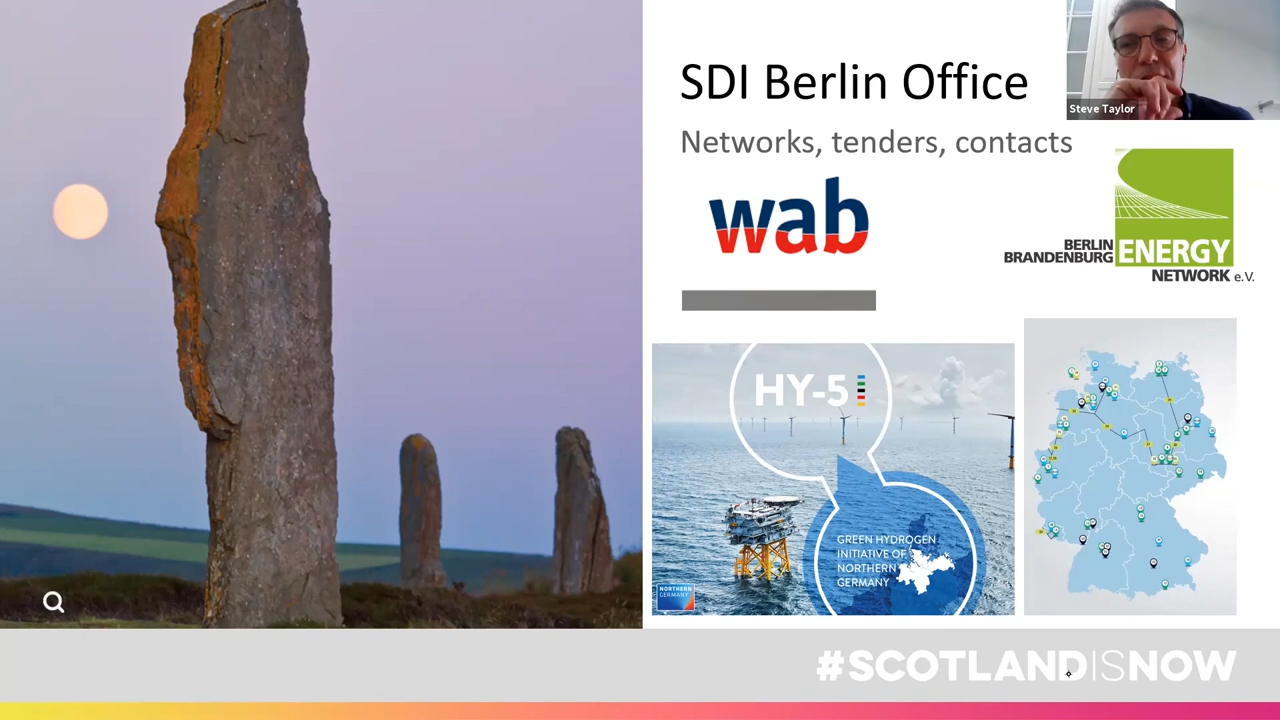 SDI Berlin Office
Steve Taylor
Networks, tenders, contacts
wab
BERLIN
BRANDENBURG ENERGY
NETWORK e.V.
HY-5
GREEN HYDROGEN
INITIATIVE OF
NORTHERN
GERMANY
NORTHERN
GERMANY
#SCOTLANDISNOW